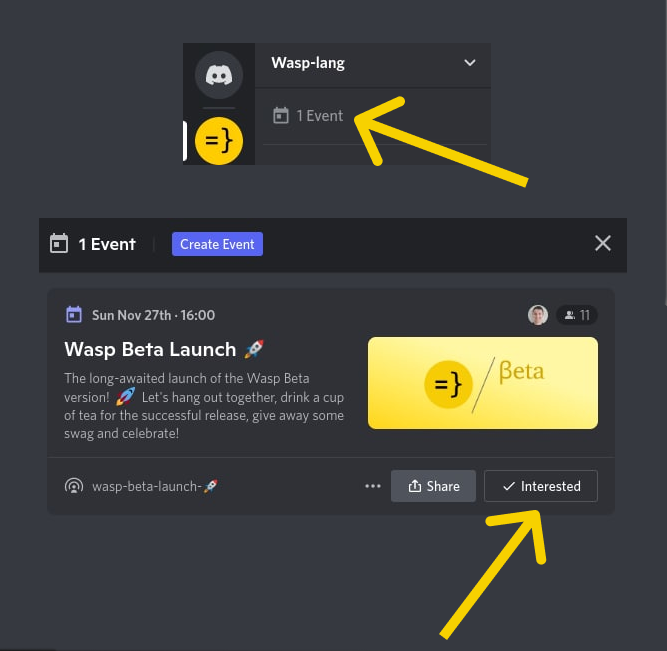 Wasp-lang
1 Event
=}
1 Event
Create Event
Sun Nov 27th · 16:00
11
Wasp Beta Launch 🚀
The long-awaited launch of the Wasp Beta
version! 🚀 Let's hang out together, drink a cup
of tea for the successful release, give away some
swag and celebrate!
=} / βeta
wasp-beta-launch-🚀
Share
Interested